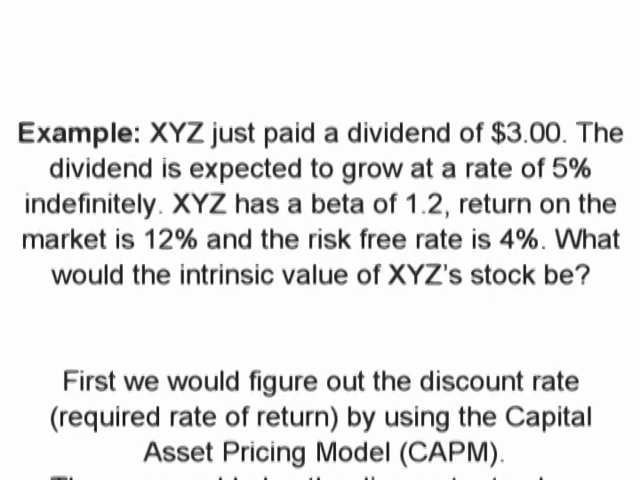 Example: XYZ just paid a dividend of $3.00. The
dividend is expected to grow at a rate of 5%
indefinitely. XYZ has a beta of 1.2, return on the
market is 12% and the risk free rate is 4%. What
would the intrinsic value of XYZ's stock be?
First we would figure out the discount rate
(required rate of return) by using the Capital
Asset Pricing Model (CAPM).